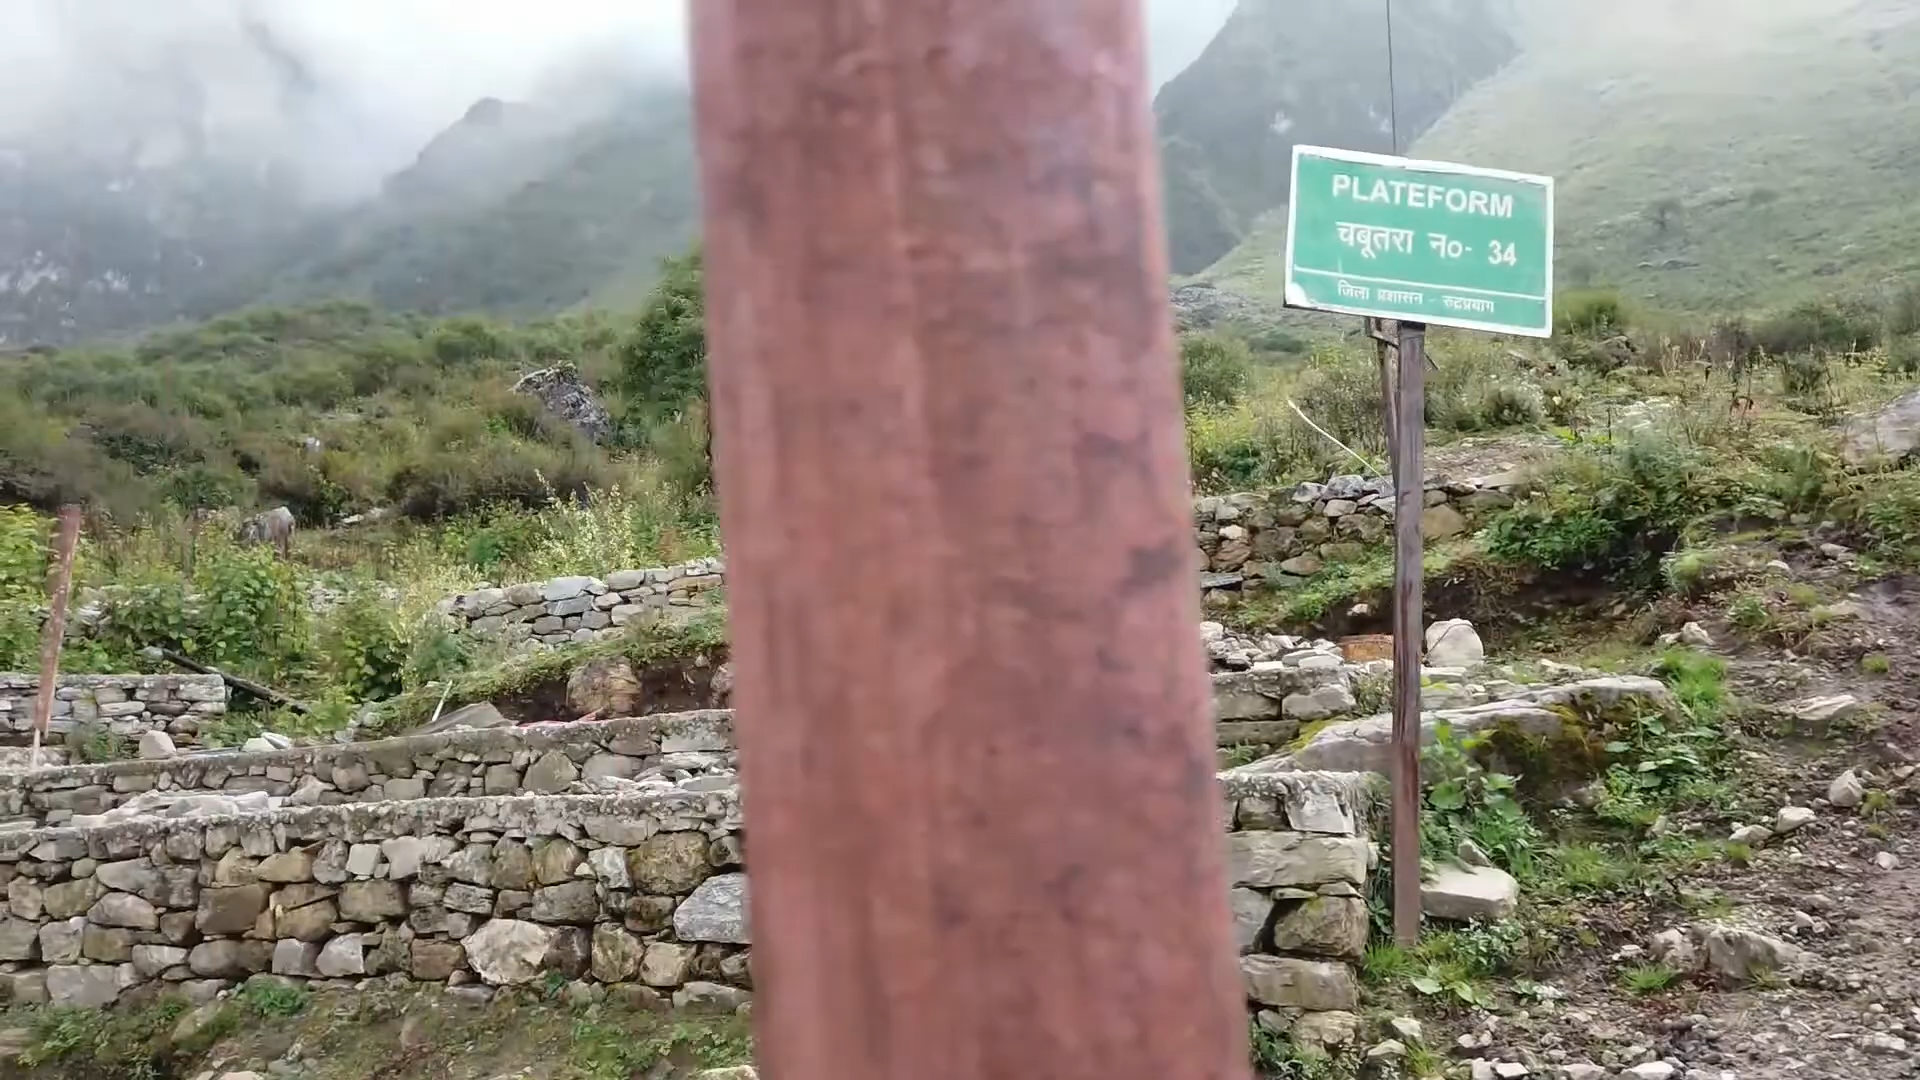 PLATEFORM
चबूतरा न०- 34
जिला प्रशासन - रुद्रप्रयाग